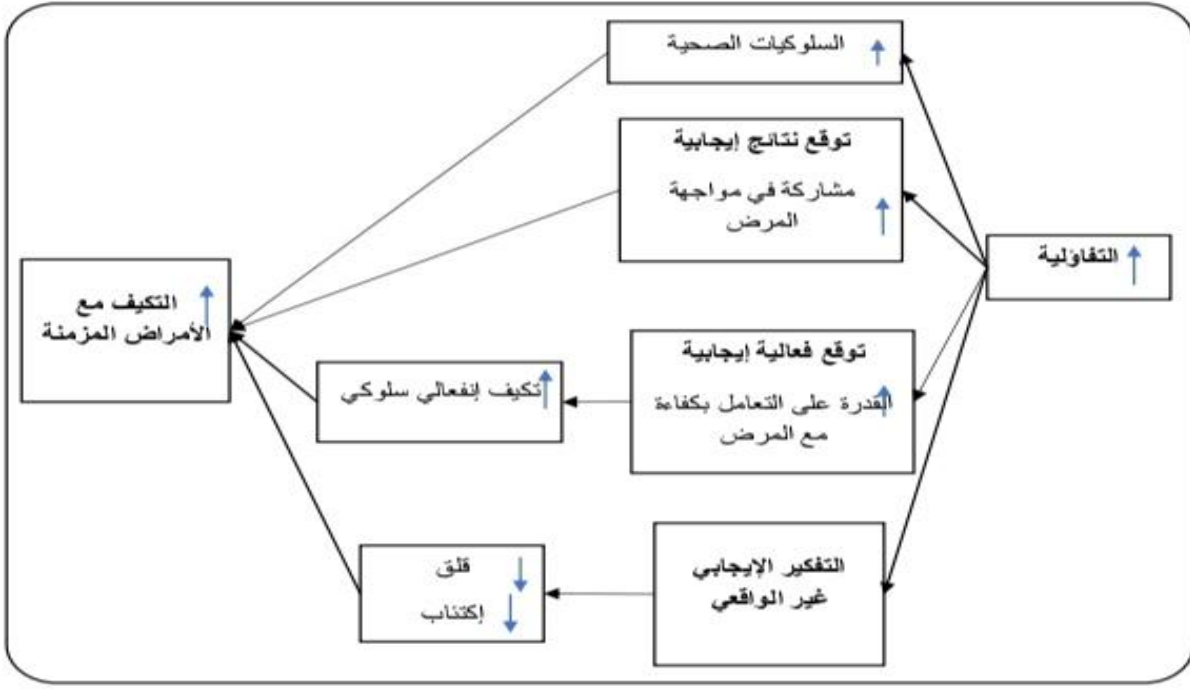 السلوكيات الصحية
توقع نتائج إيجابية
مشاركة في مواجهة
المرض
التفاؤلية
التكيف مع
الأمراض المزمنة
توقع فعالية إيجابية
القدرة على التعامل بكفاءة
مع المرض
تكيف إنفعالي سلوكي
التفكير الإيجابي
غير الواقعي
قلق
إكتئاب